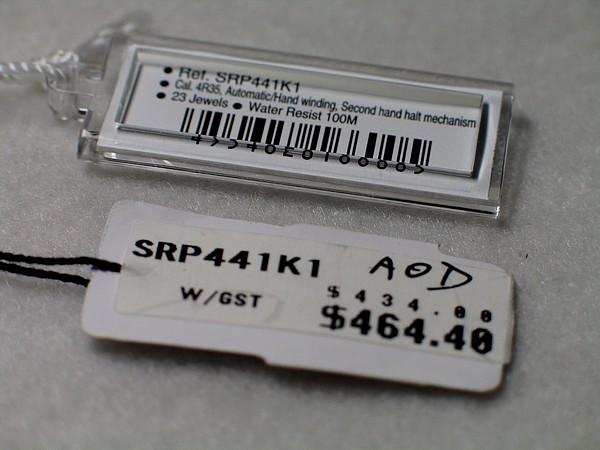 ● Ref. SRP441K1
● Cal. 4R35, Automatic/Hand winding, Second hand halt mechanism
● 23 Jewels ● Water Resist 100M
SRP441K1 AOD
$434.00
W/GST $464.40